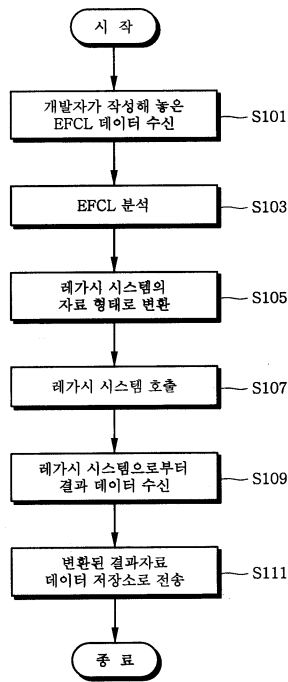 시 작
개발자가 작성해 놓은
EFCL 데이터 수신
S101
EFCL 분석
S103
레가시 시스템의
자료 형태로 변환
S105
레가시 시스템 호출
S107
레가시 시스템으로부터
결과 데이터 수신
S109
변환된 결과자료
데이터 저장소로 전송
S111
종 료